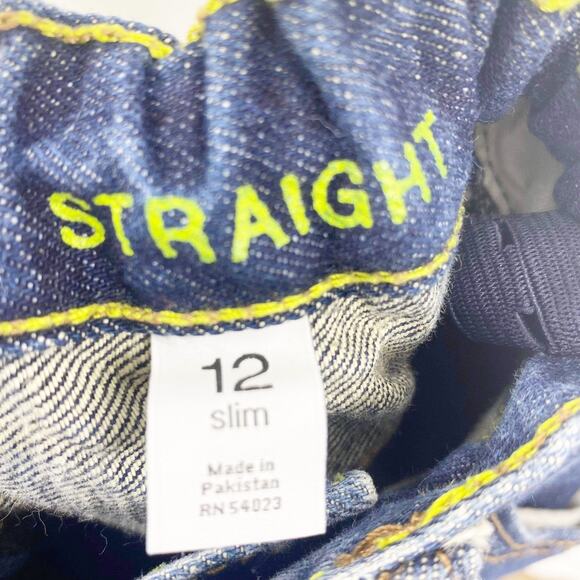 STRAIGHT
12
slim
Made in
Pakistan
RN 54023